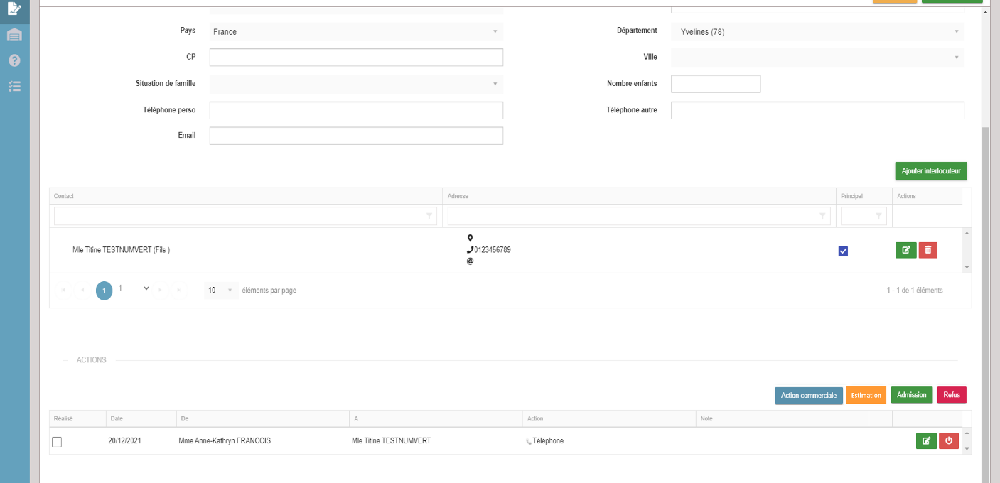 Pays France Département Yvelines (78)
CP Ville
Situation de famille Nombre enfants
Téléphone perso Téléphone autre
Email
Ajouter interlocuteur
Contact Adresse Principal Actions
Mle Titine TESTNUMVERT (Fils ) 0123456789
@
1 1 10 éléments par page 1 - 1 de 1 éléments
ACTIONS
Action commerciale Estimation Admission Refus
Réalisé Date De A Action Note
20/12/2021 Mme Anne-Kathryn FRANCOIS Mle Titine TESTNUMVERT Téléphone